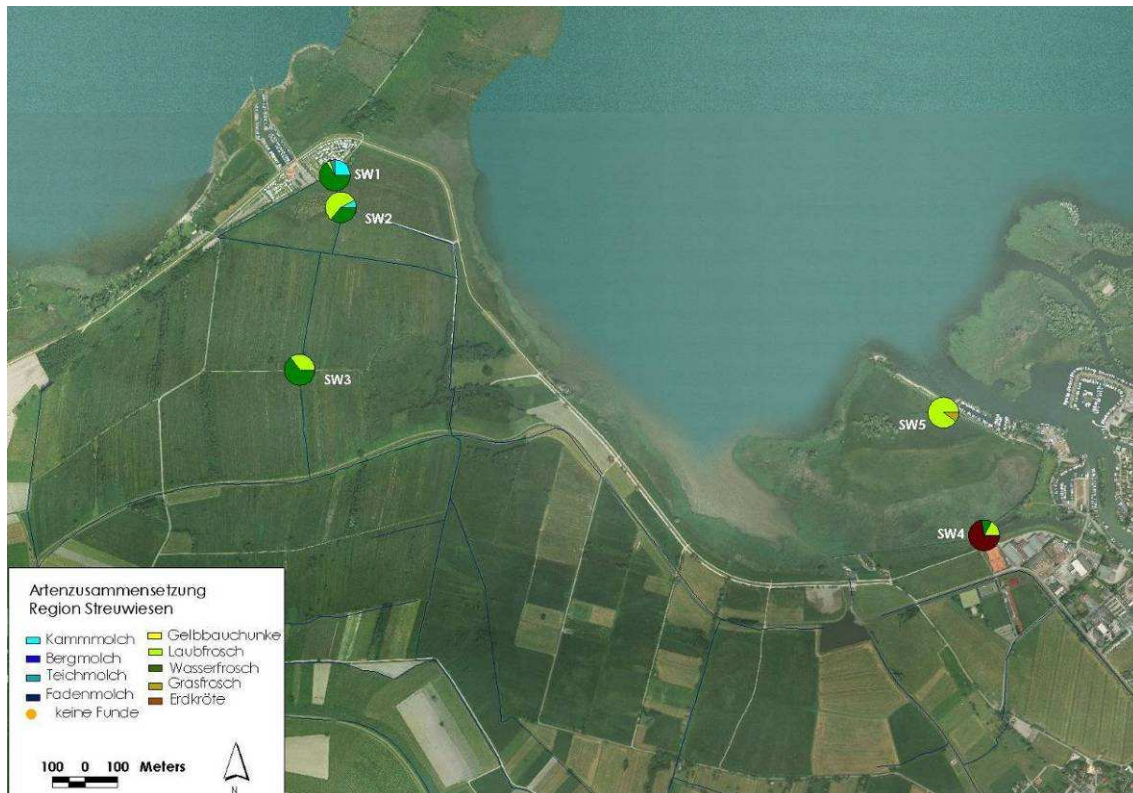 SW1
SW2
SW3
SW5
SW4
Artenzusammensetzung
Region Streuwiesen
Kammmolch
Bergmolch
Teichmolch
Fadenmolch
keine Funde
Gelbbauchunke
Laubfrosch
Wasserfrosch
Grasfrosch
Erdkröte
100 0 100 Meters
N